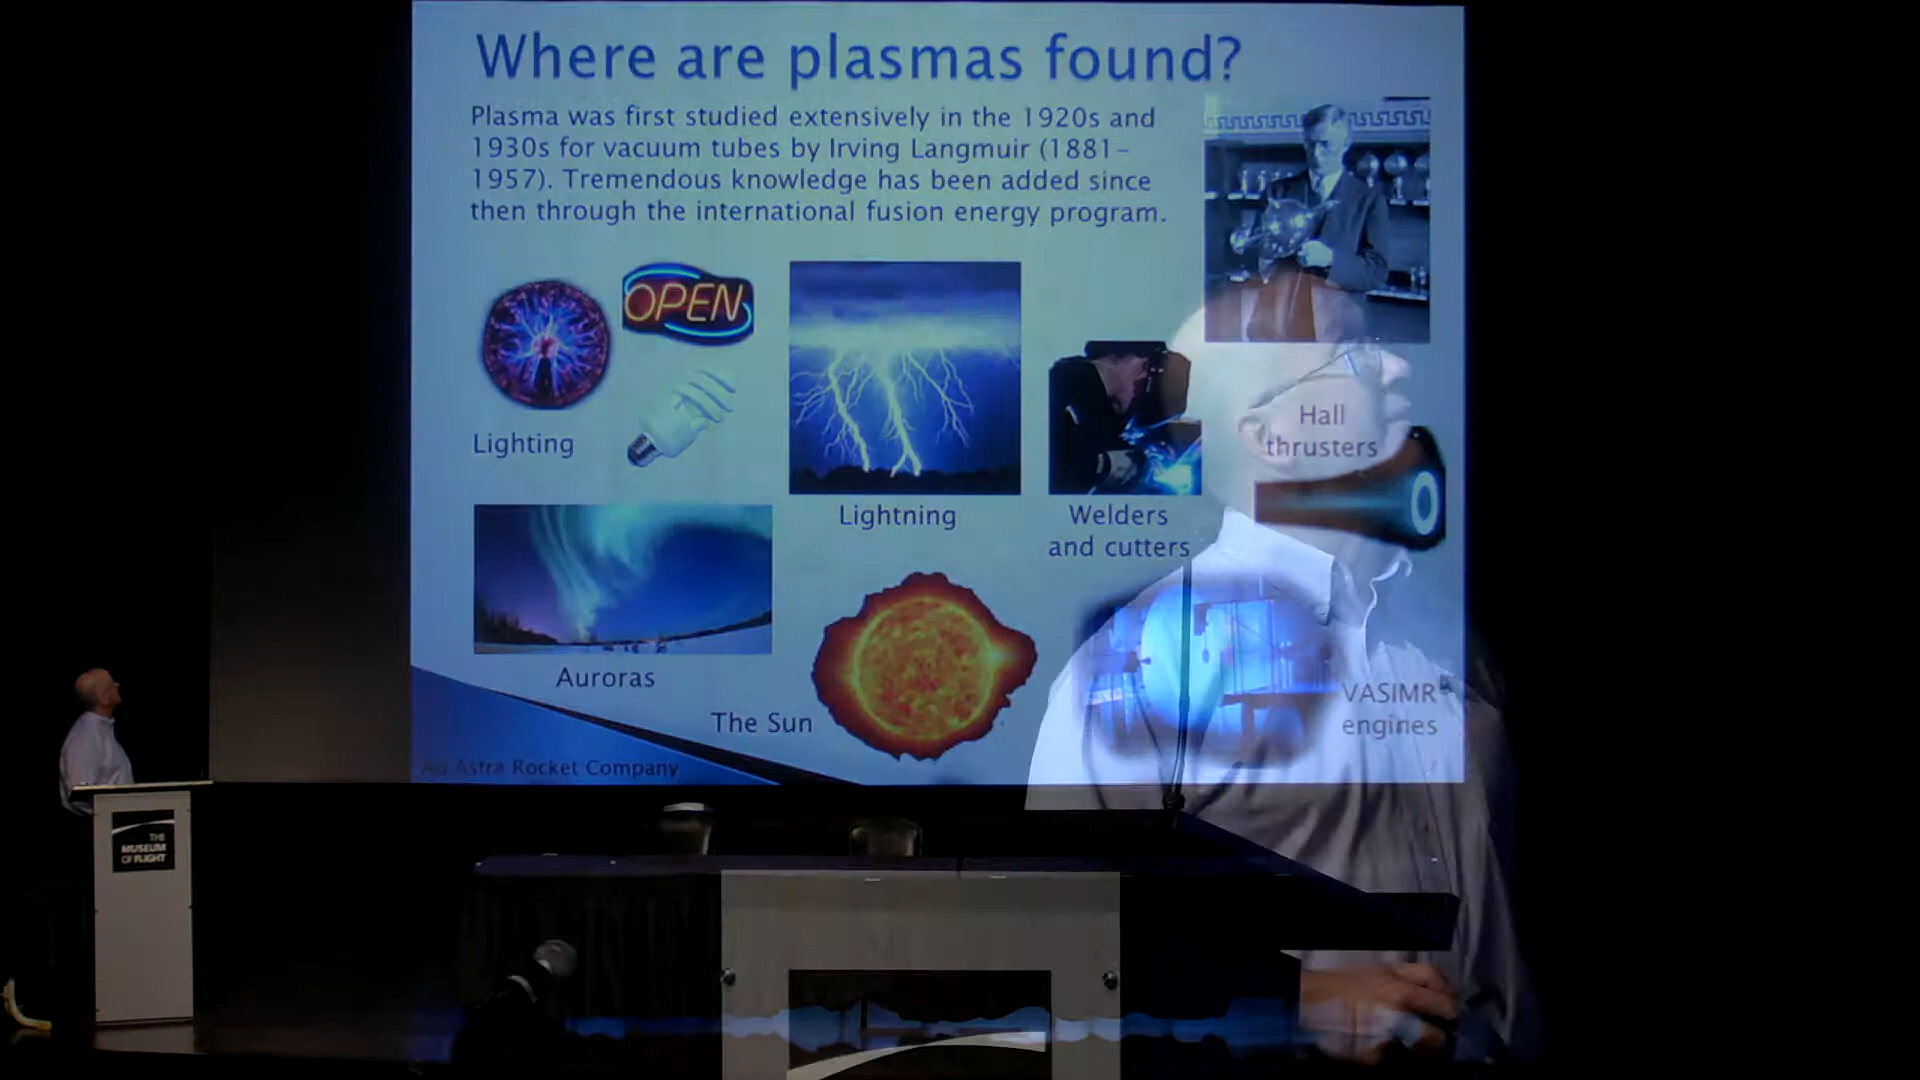 Where are plasmas found?
Plasma was first studied extensively in the 1920s and
1930s for vacuum tubes by Irving Langmuir (1881–
1957). Tremendous knowledge has been added since
then through the international fusion energy program.
OPEN
Lighting
Lightning
Welders
and cutters
Hall
thrusters
Auroras
The Sun
VASIMR®
engines
Ad Astra Rocket Company
THE
MUSEUM
OF FLIGHT